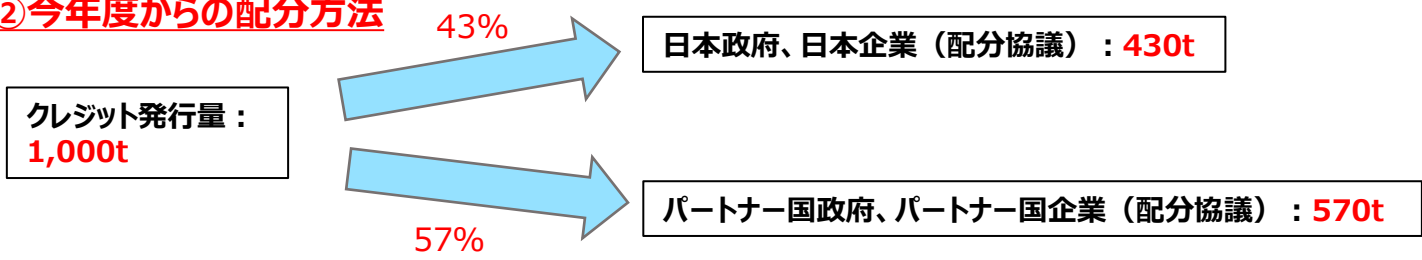 ②今年度からの配分方法
43%
日本政府、日本企業（配分協議）：430t
クレジット発行量：
1,000t
パートナー国政府、パートナー国企業（配分協議）：570t
57%